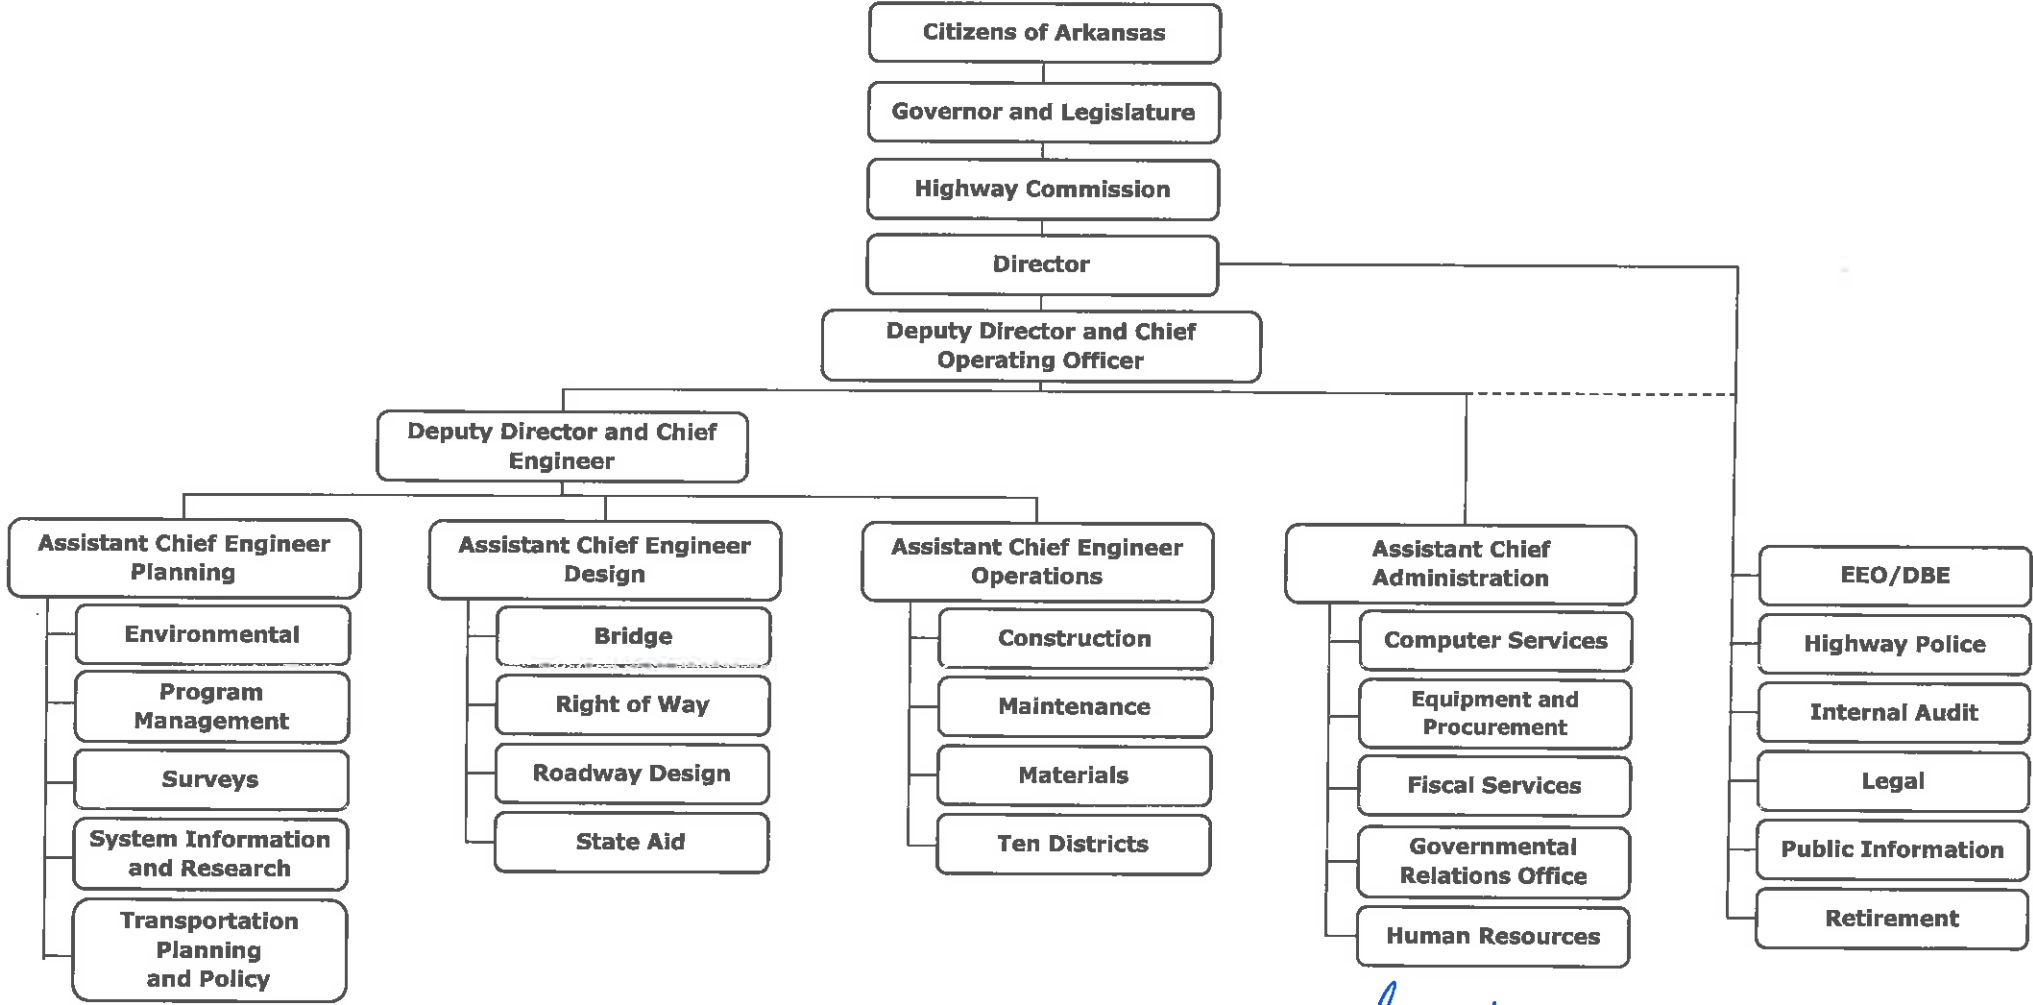 Citizens of Arkansas
Governor and Legislature
Highway Commission
Director
Deputy Director and Chief
Operating Officer
Deputy Director and Chief
Engineer
Assistant Chief Engineer
Planning
Environmental
Program
Management
Surveys
System Information
and Research
Transportation
Planning
and Policy
Assistant Chief Engineer
Design
Bridge
Right of Way
Roadway Design
State Aid
Assistant Chief Engineer
Operations
Construction
Maintenance
Materials
Ten Districts
Assistant Chief
Administration
Computer Services
Equipment and
Procurement
Fiscal Services
Governmental
Relations Office
Human Resources
EEO/DBE
Highway Police
Internal Audit
Legal
Public Information
Retirement